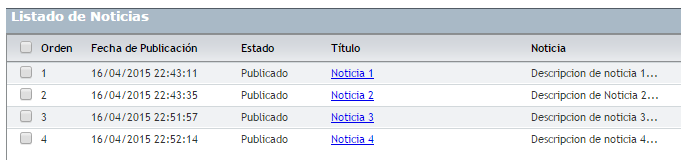 Listado de Noticias
Orden Fecha de Publicación Estado Título Noticia
1 16/04/2015 22:43:11 Publicado Noticia 1 Descripcion de noticia 1...
2 16/04/2015 22:43:35 Publicado Noticia 2 Descripcion de Noticia 2...
3 16/04/2015 22:51:57 Publicado Noticia 3 Descripcion de noticia 3...
4 16/04/2015 22:52:14 Publicado Noticia 4 Descripcion de noticia 4...